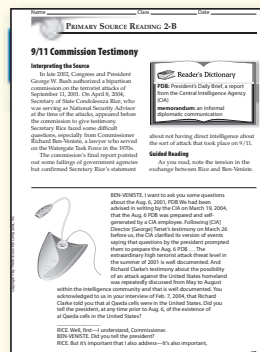 Name Class Date
PRIMARY SOURCE READING 2-B
9/11 Commission Testimony
Interpreting the Source
In late 2002, Congress and President
George W. Bush authorized a bipartisan
commission on the terrorist attacks of
September 11, 2001. On April 8, 2004,
Secretary of State Condoleezza Rice, who
was serving as National Security Advisor
at the time of the attacks, appeared before
the commission to give testimony.
Secretary Rice faced some difficult
questions, especially from Commissioner
Richard Ben-Veniste, a lawyer who served
on the Watergate Task Force in the 1970s.
The commission's final report pointed
out some failings of government agencies
but confirmed Secretary Rice's statement
Reader's Dictionary
PDB: President's Daily Brief, a report
from the Central Intelligence Agency
(CIA)
memorandum: an informal
diplomatic communication
about not having direct intelligence about
the sort of attack that took place on 9/11.
Guided Reading
As you read, note the tension in the
exchange between Rice and Ben-Veniste.
BEN-VENISTE. I want to ask you some questions
about the Aug. 6, 2001, PDB We had been
advised in writing by the CIA on March 19, 2004,
that the Aug. 6 PDB was prepared and self-
generated by a CIA employee. Following [CIA]
Director [George] Tenet's testimony on March 26
before us, the CIA clarified its version of events
saying that questions by the president prompted
them to prepare the Aug. 6 PDB . . . The
extraordinary high terrorist attack threat level in
the summer of 2001 is well documented. And
Richard Clarke's testimony about the possibility
of an attack against the United States homeland
was repeatedly discussed from May to August
within the intelligence community and that is well documented. You
acknowledged to us in your interview of Feb. 7, 2004, that Richard
Clarke told you that al Qaeda cells were in the United States. Did you
tell the president, at any time prior to Aug. 6, of the existence of
al Qaeda cells in the United States?
RICE. Well, first—I understand, Commissioner.
BEN-VENISTE. Did you tell the president?
RICE. But it's important that I also address—It's also important,